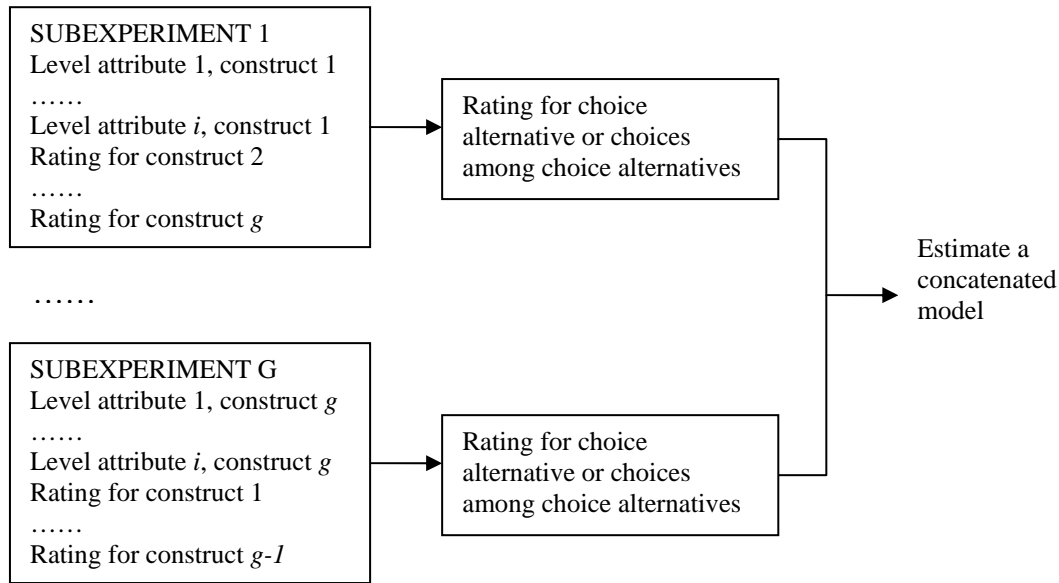 SUBEXPERIMENT 1
Level attribute 1, construct 1
……
Level attribute i, construct 1
Rating for construct 2
……
Rating for construct g
Rating for choice
alternative or choices
among choice alternatives
Estimate a
concatenated
model
……
SUBEXPERIMENT G
Level attribute 1, construct g
……
Level attribute i, construct g
Rating for construct 1
……
Rating for construct g-1
Rating for choice
alternative or choices
among choice alternatives